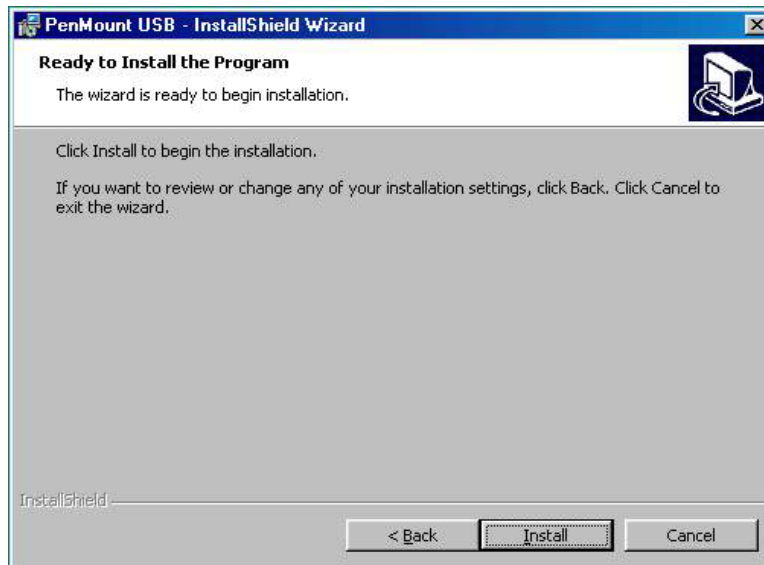 PenMount USB - InstallShield Wizard
Ready to Install the Program
The wizard is ready to begin installation.
Click Install to begin the installation.
If you want to review or change any of your installation settings, click Back. Click Cancel to
exit the wizard.
InstallShield
< Back
Install
Cancel